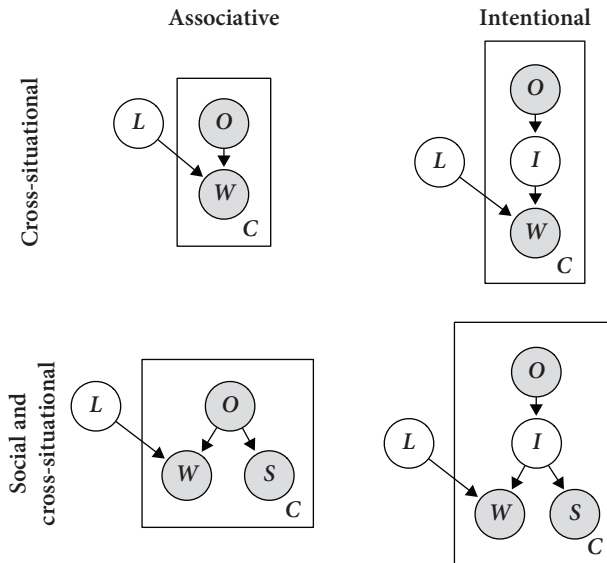 Associative
Intentional
Cross-situational
L
O
W
C
L
O
I
W
C
Social and
cross-situational
L
O
W
S
C
L
O
I
W
S
C